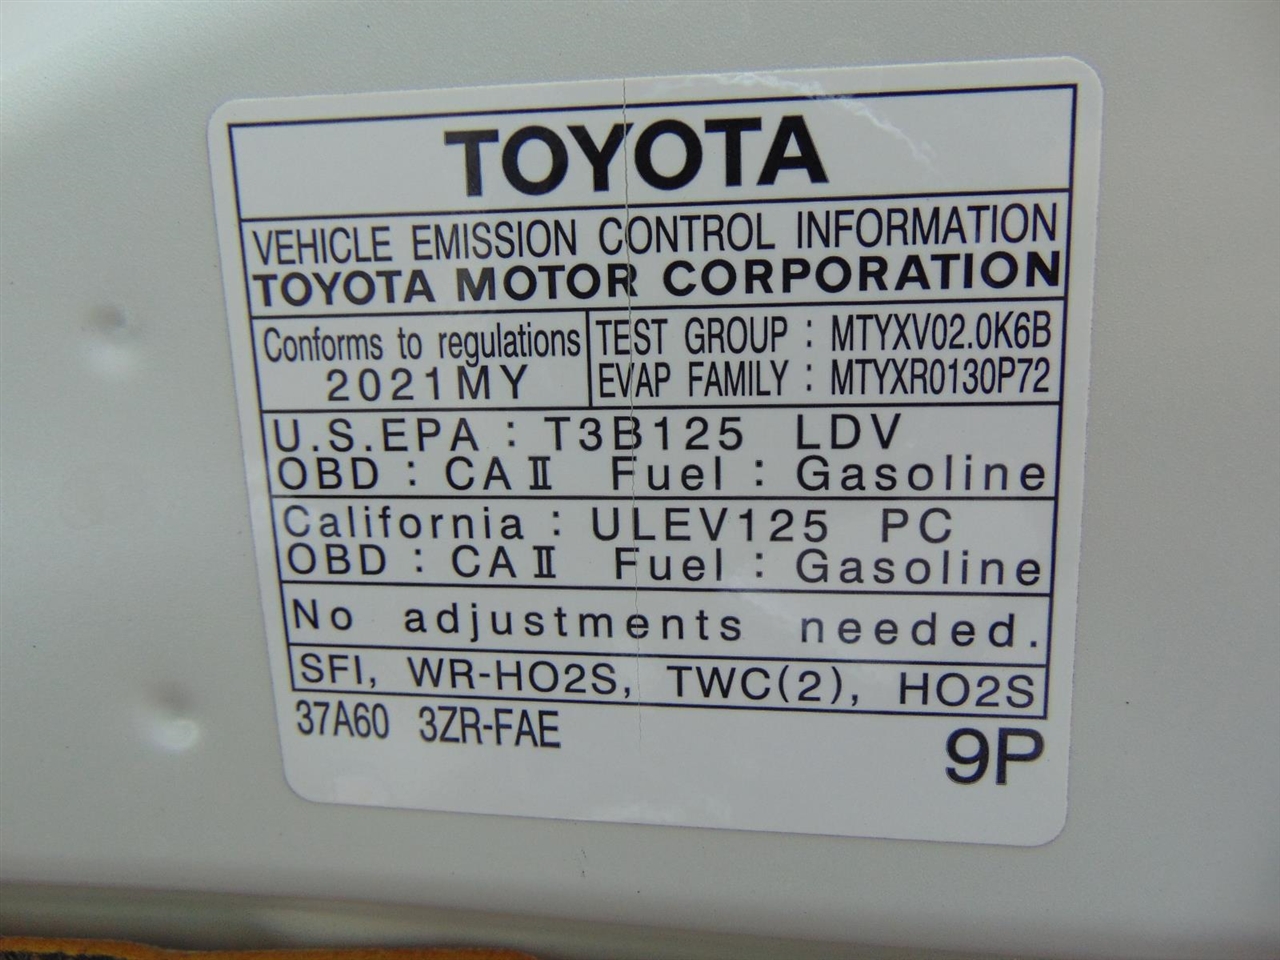 TOYOTA
VEHICLE EMISSION CONTROL INFORMATION
TOYOTA MOTOR CORPORATION
Conforms to regulations
2021MY
TEST GROUP : MTYXV02.0K6B
EVAP FAMILY : MTYXR0130P72
U.S.EPA : T3B125 LDV
OBD : CAⅡ Fuel : Gasoline
California : ULEV125 PC
OBD : CAⅡ Fuel : Gasoline
No adjustments needed.
SFI, WR-HO2S, TWC(2), HO2S
37A60 3ZR-FAE
9P